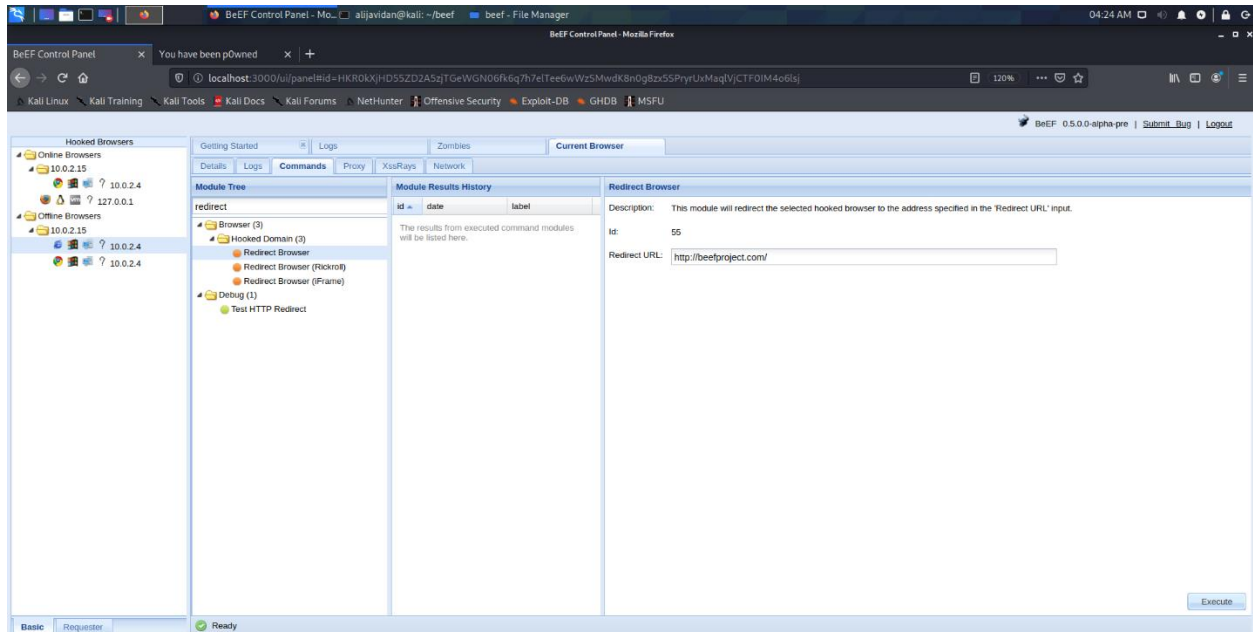 BeEF Control Panel - Mo...
alijavidan@kali: ~/beef
beef - File Manager
04:24 AM
BeEF Control Panel - Mozilla Firefox
BeEF Control Panel
You have been p0wned
120%
Kali Linux
Kali Training
Kali Tools
Kali Docs
Kali Forums
NetHunter
Offensive Security
Exploit-DB
GHDB
MSFU
BeEF 0.5.0.0-alpha-pre | Submit Bug | Logout
Hooked Browsers
Online Browsers
10.0.2.15
? 10.0.2.4
? 127.0.0.1
Offline Browsers
10.0.2.15
? 10.0.2.4
? 10.0.2.4
Basic
Requester
Getting Started
Logs
Zombies
Current Browser
Details
Logs
Commands
Proxy
XssRays
Network
Module Tree
redirect
Browser (3)
Hooked Domain (3)
Redirect Browser
Redirect Browser (Rickroll)
Redirect Browser (iFrame)
Debug (1)
Test HTTP Redirect
Module Results History
id
date
label
The results from executed command modules
will be listed here.
Redirect Browser
Description: This module will redirect the selected hooked browser to the address specified in the 'Redirect URL' input.
Id: 55
Redirect URL: http://beefproject.com/
Execute
Ready